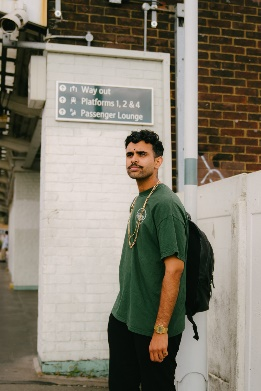 Way out
Platforms 1, 2 & 4
Passenger Lounge